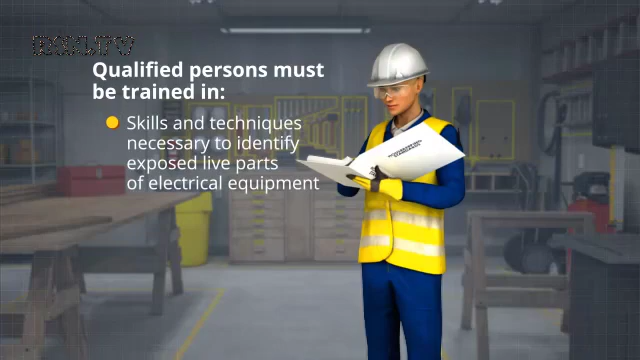 Qualified persons must
be trained in:
Skills and techniques
necessary to identify
exposed live parts
of electrical equipment